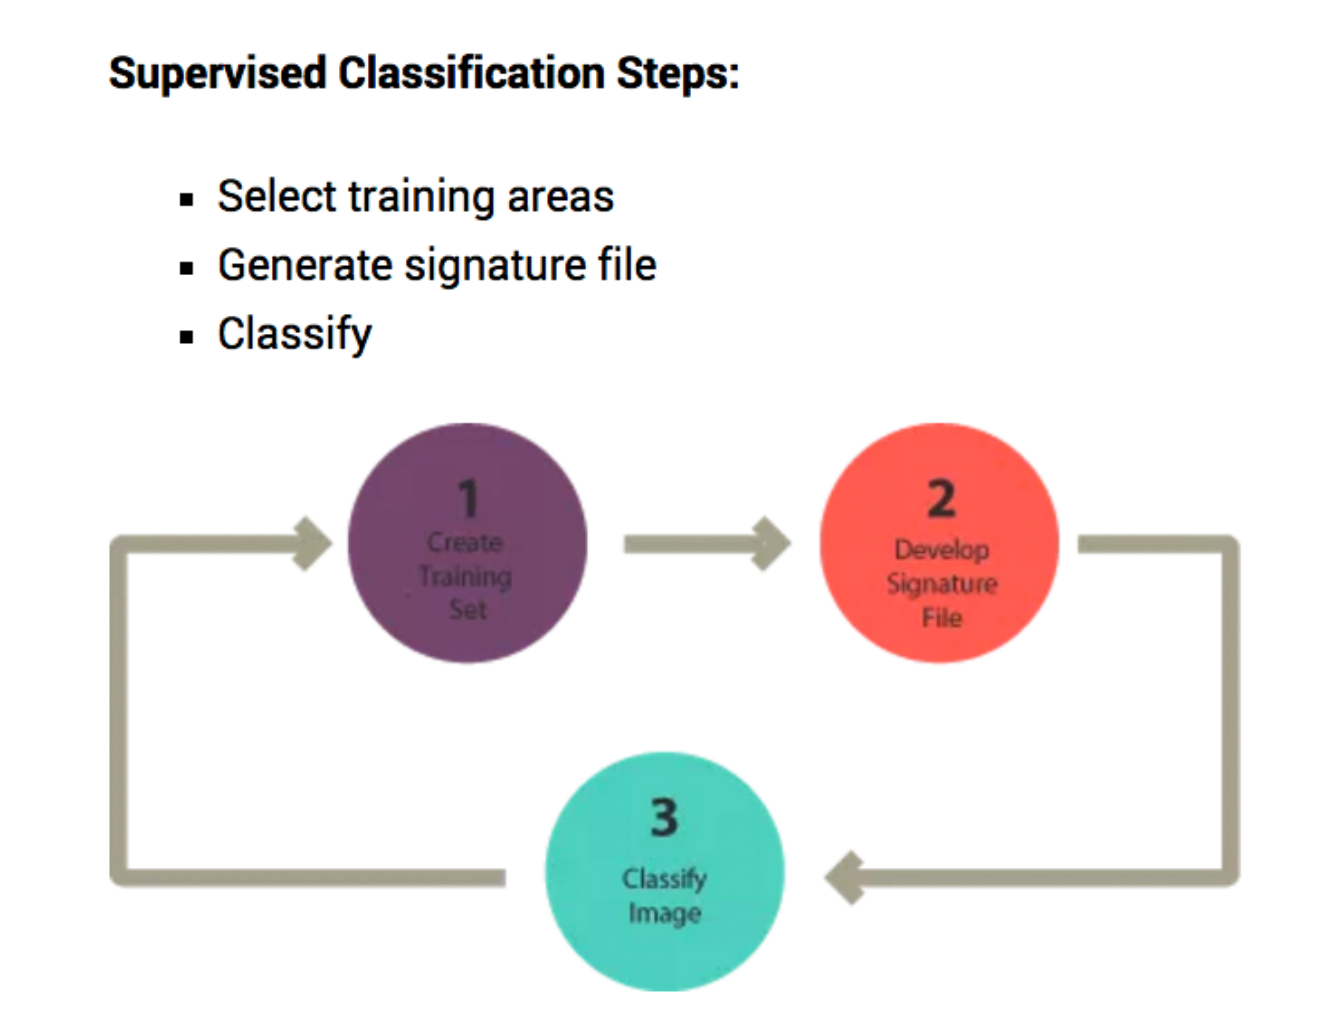 Supervised Classification Steps:
▪ Select training areas
▪ Generate signature file
▪ Classify
1
Create
Training
Set
2
Develop
Signature
File
3
Classify
Image